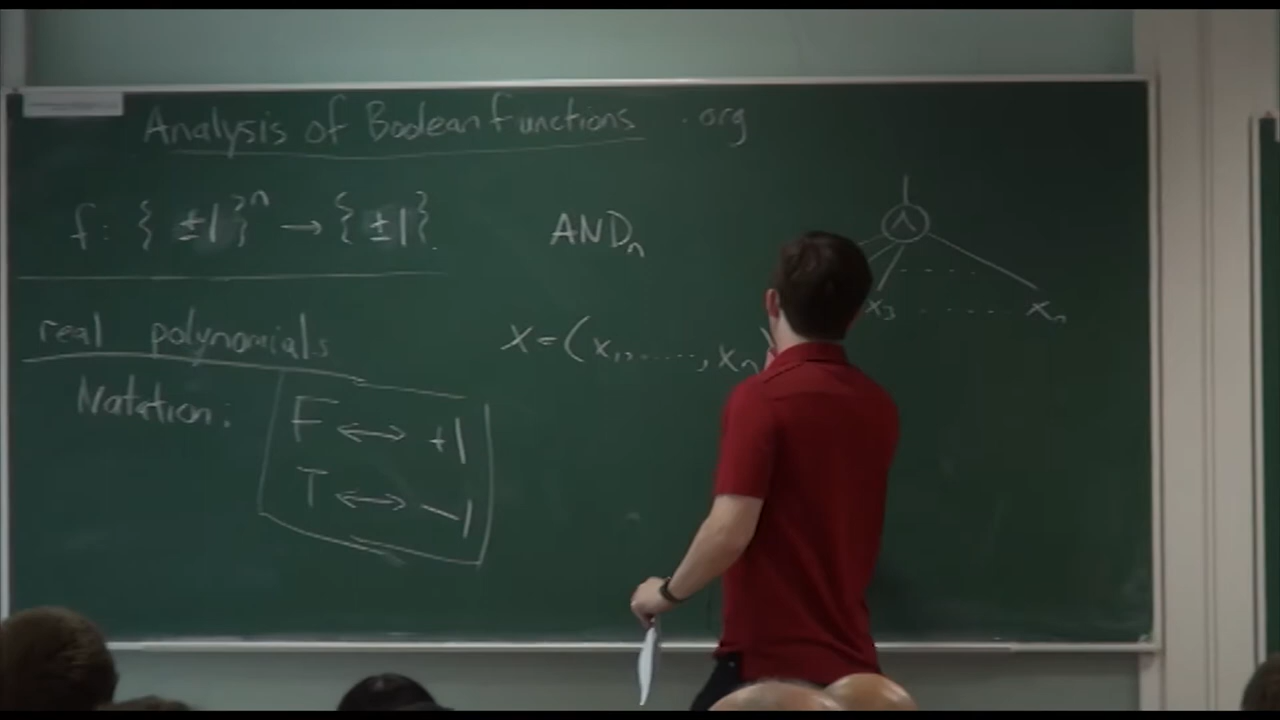 Analysis of Boolean Functions .org
f: { ±1 }ⁿ → { ±1 }.
ANDₙ
∧
x₃ ..... xₙ
real polynomials
x = (x₁, ....., xₙ)
Notation:
F ↔ +1
T ↔ -1